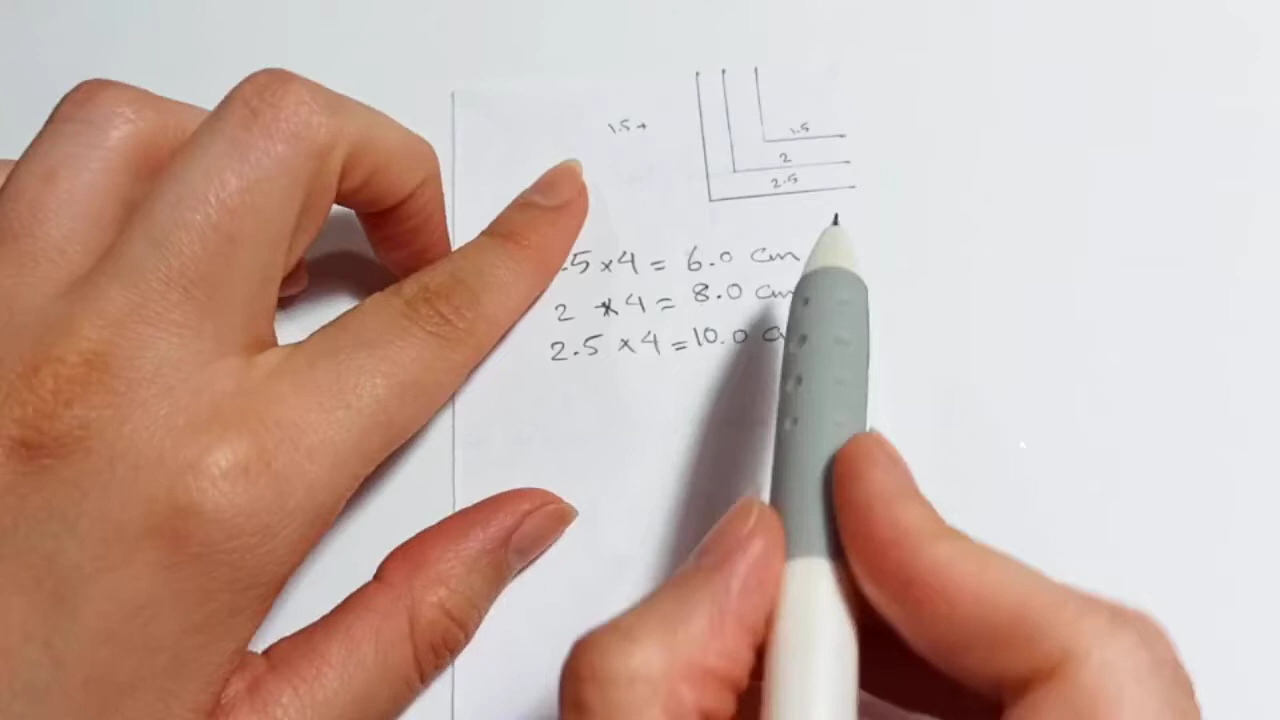 1.5
1.5 +
2
2.5
.5 × 4 = 6.0 cm
2 × 4 = 8.0 cm
2.5 × 4 = 10.0